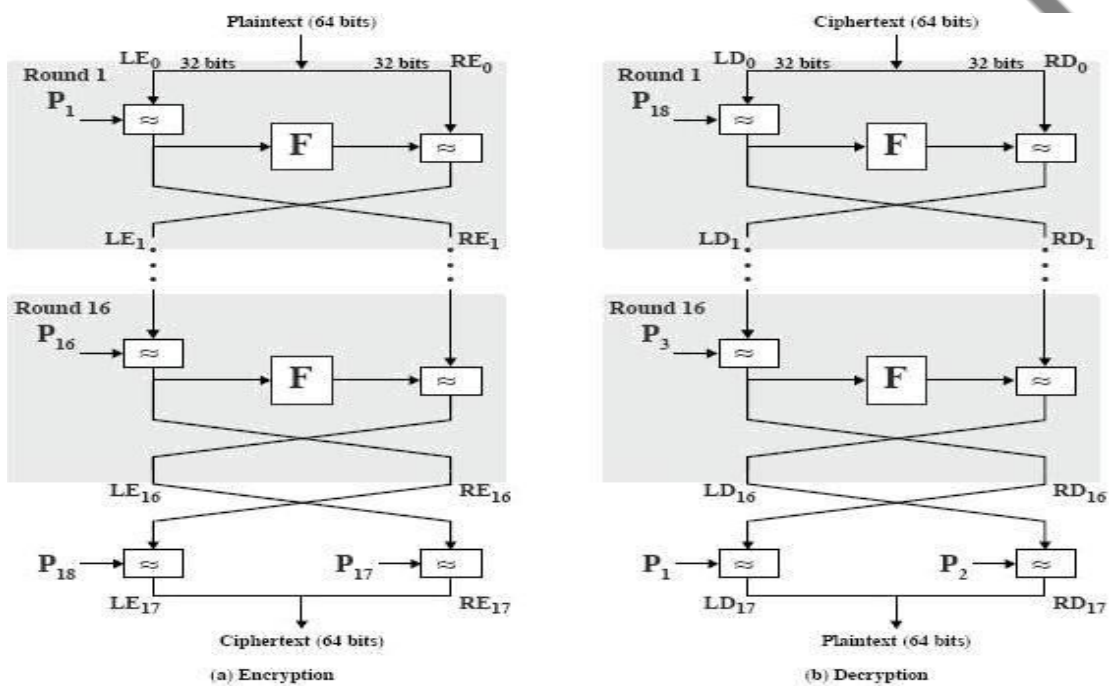 Plaintext (64 bits)
LE0 32 bits 32 bits RE0
Round 1
P1
≈
F
≈
LE1 RE1
Round 16
P16
≈
F
≈
LE16 RE16
P18 ≈ P17 ≈
LE17 RE17
Ciphertext (64 bits)
(a) Encryption
Ciphertext (64 bits)
LD0 32 bits 32 bits RD0
Round 1
P18
≈
F
≈
LD1 RD1
Round 16
P3
≈
F
≈
LD16 RD16
P1 ≈ P2 ≈
LD17 RD17
Plaintext (64 bits)
(b) Decryption